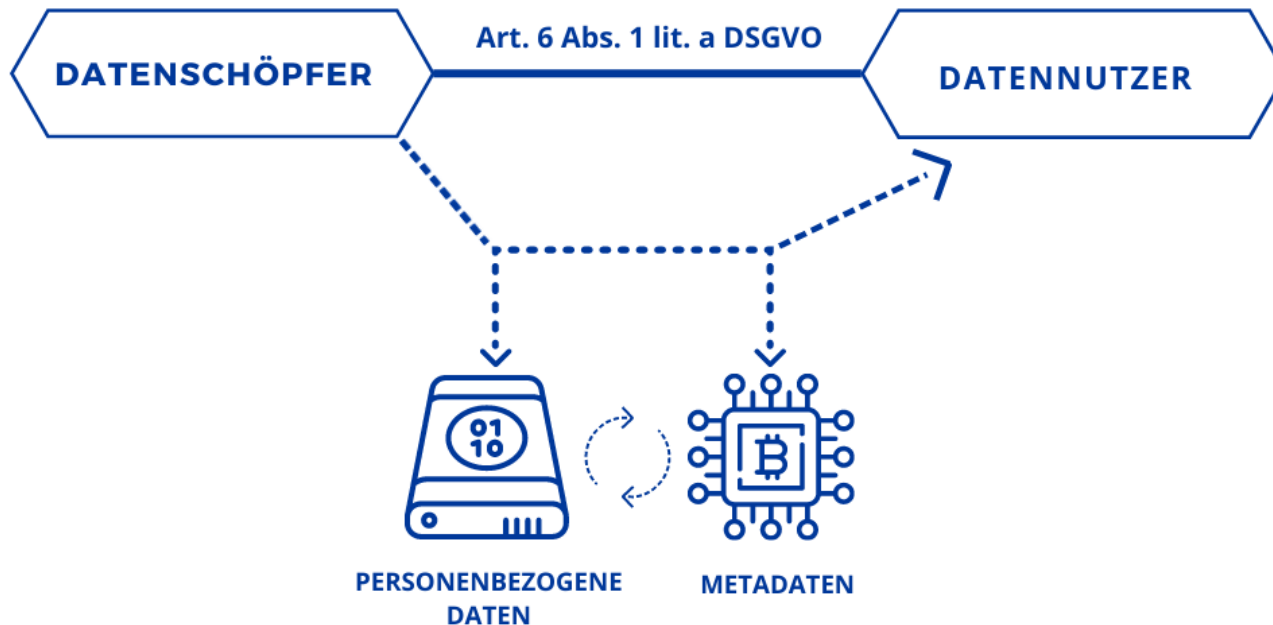 Art. 6 Abs. 1 lit. a DSGVO
DATENSCHÖPFER
DATENNUTZER
01
10
PERSONENBEZOGENE
DATEN
METADATEN